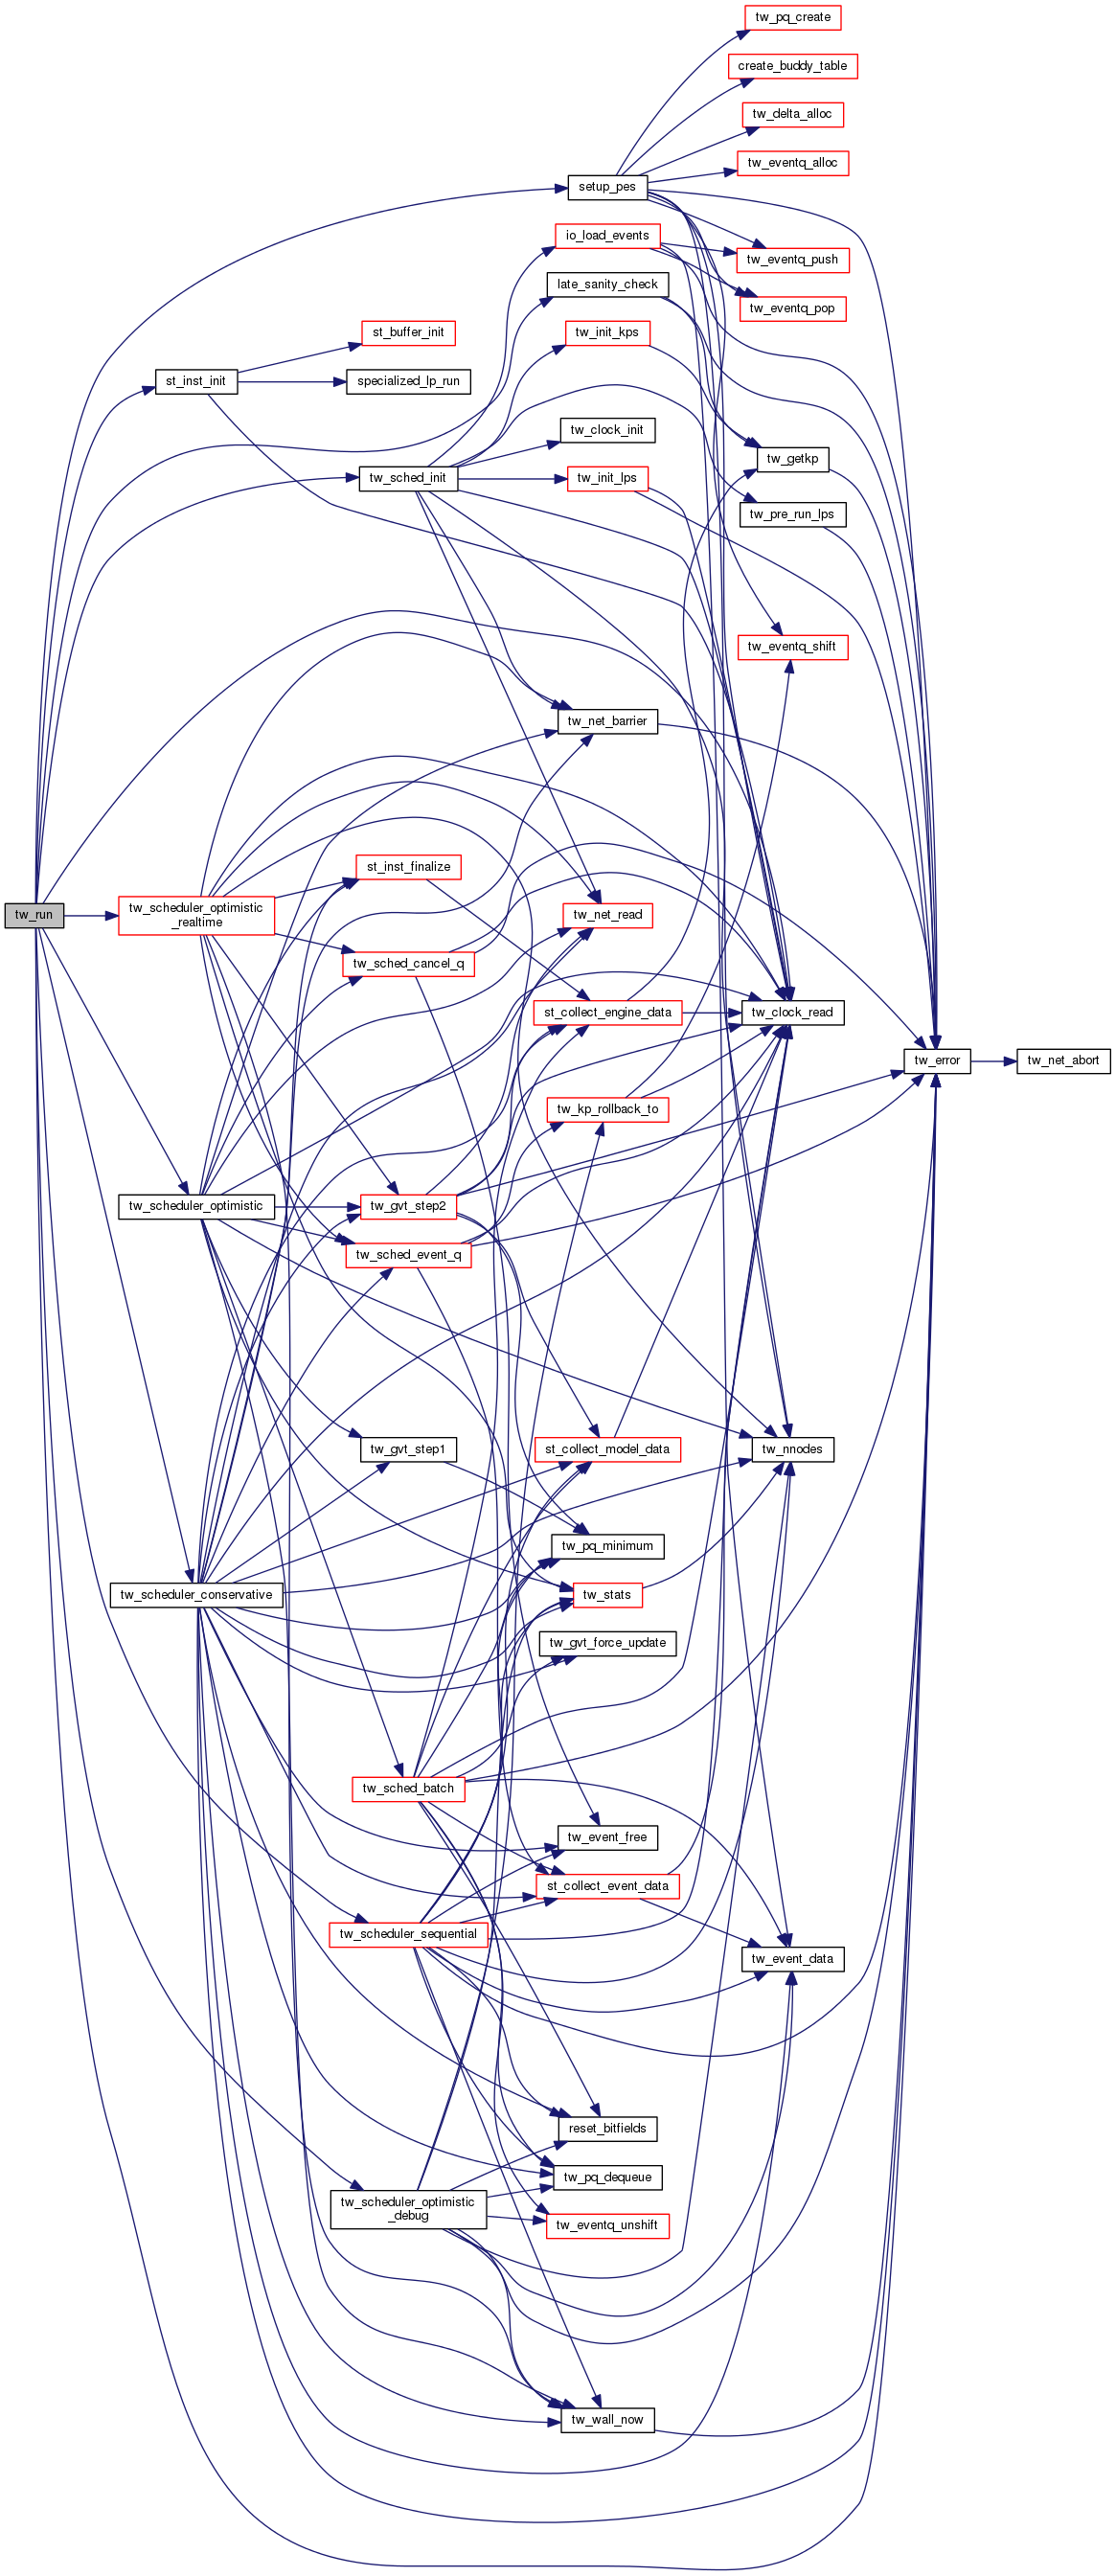 tw_pq_create
create_buddy_table
tw_delta_alloc
tw_eventq_alloc
setup_pes
io_load_events
tw_eventq_push
late_sanity_check
tw_eventq_pop
st_buffer_init
tw_init_kps
st_inst_init
specialized_lp_run
tw_clock_init
tw_getkp
tw_sched_init
tw_init_lps
tw_pre_run_lps
tw_eventq_shift
tw_net_barrier
st_inst_finalize
tw_run
tw_scheduler_optimistic
_realtime
tw_net_read
tw_sched_cancel_q
st_collect_engine_data
tw_clock_read
tw_error
tw_net_abort
tw_kp_rollback_to
tw_scheduler_optimistic
tw_gvt_step2
tw_sched_event_q
tw_gvt_step1
st_collect_model_data
tw_nnodes
tw_pq_minimum
tw_scheduler_conservative
tw_stats
tw_gvt_force_update
tw_sched_batch
tw_event_free
st_collect_event_data
tw_scheduler_sequential
tw_event_data
reset_bitfields
tw_pq_dequeue
tw_scheduler_optimistic
_debug
tw_eventq_unshift
tw_wall_now